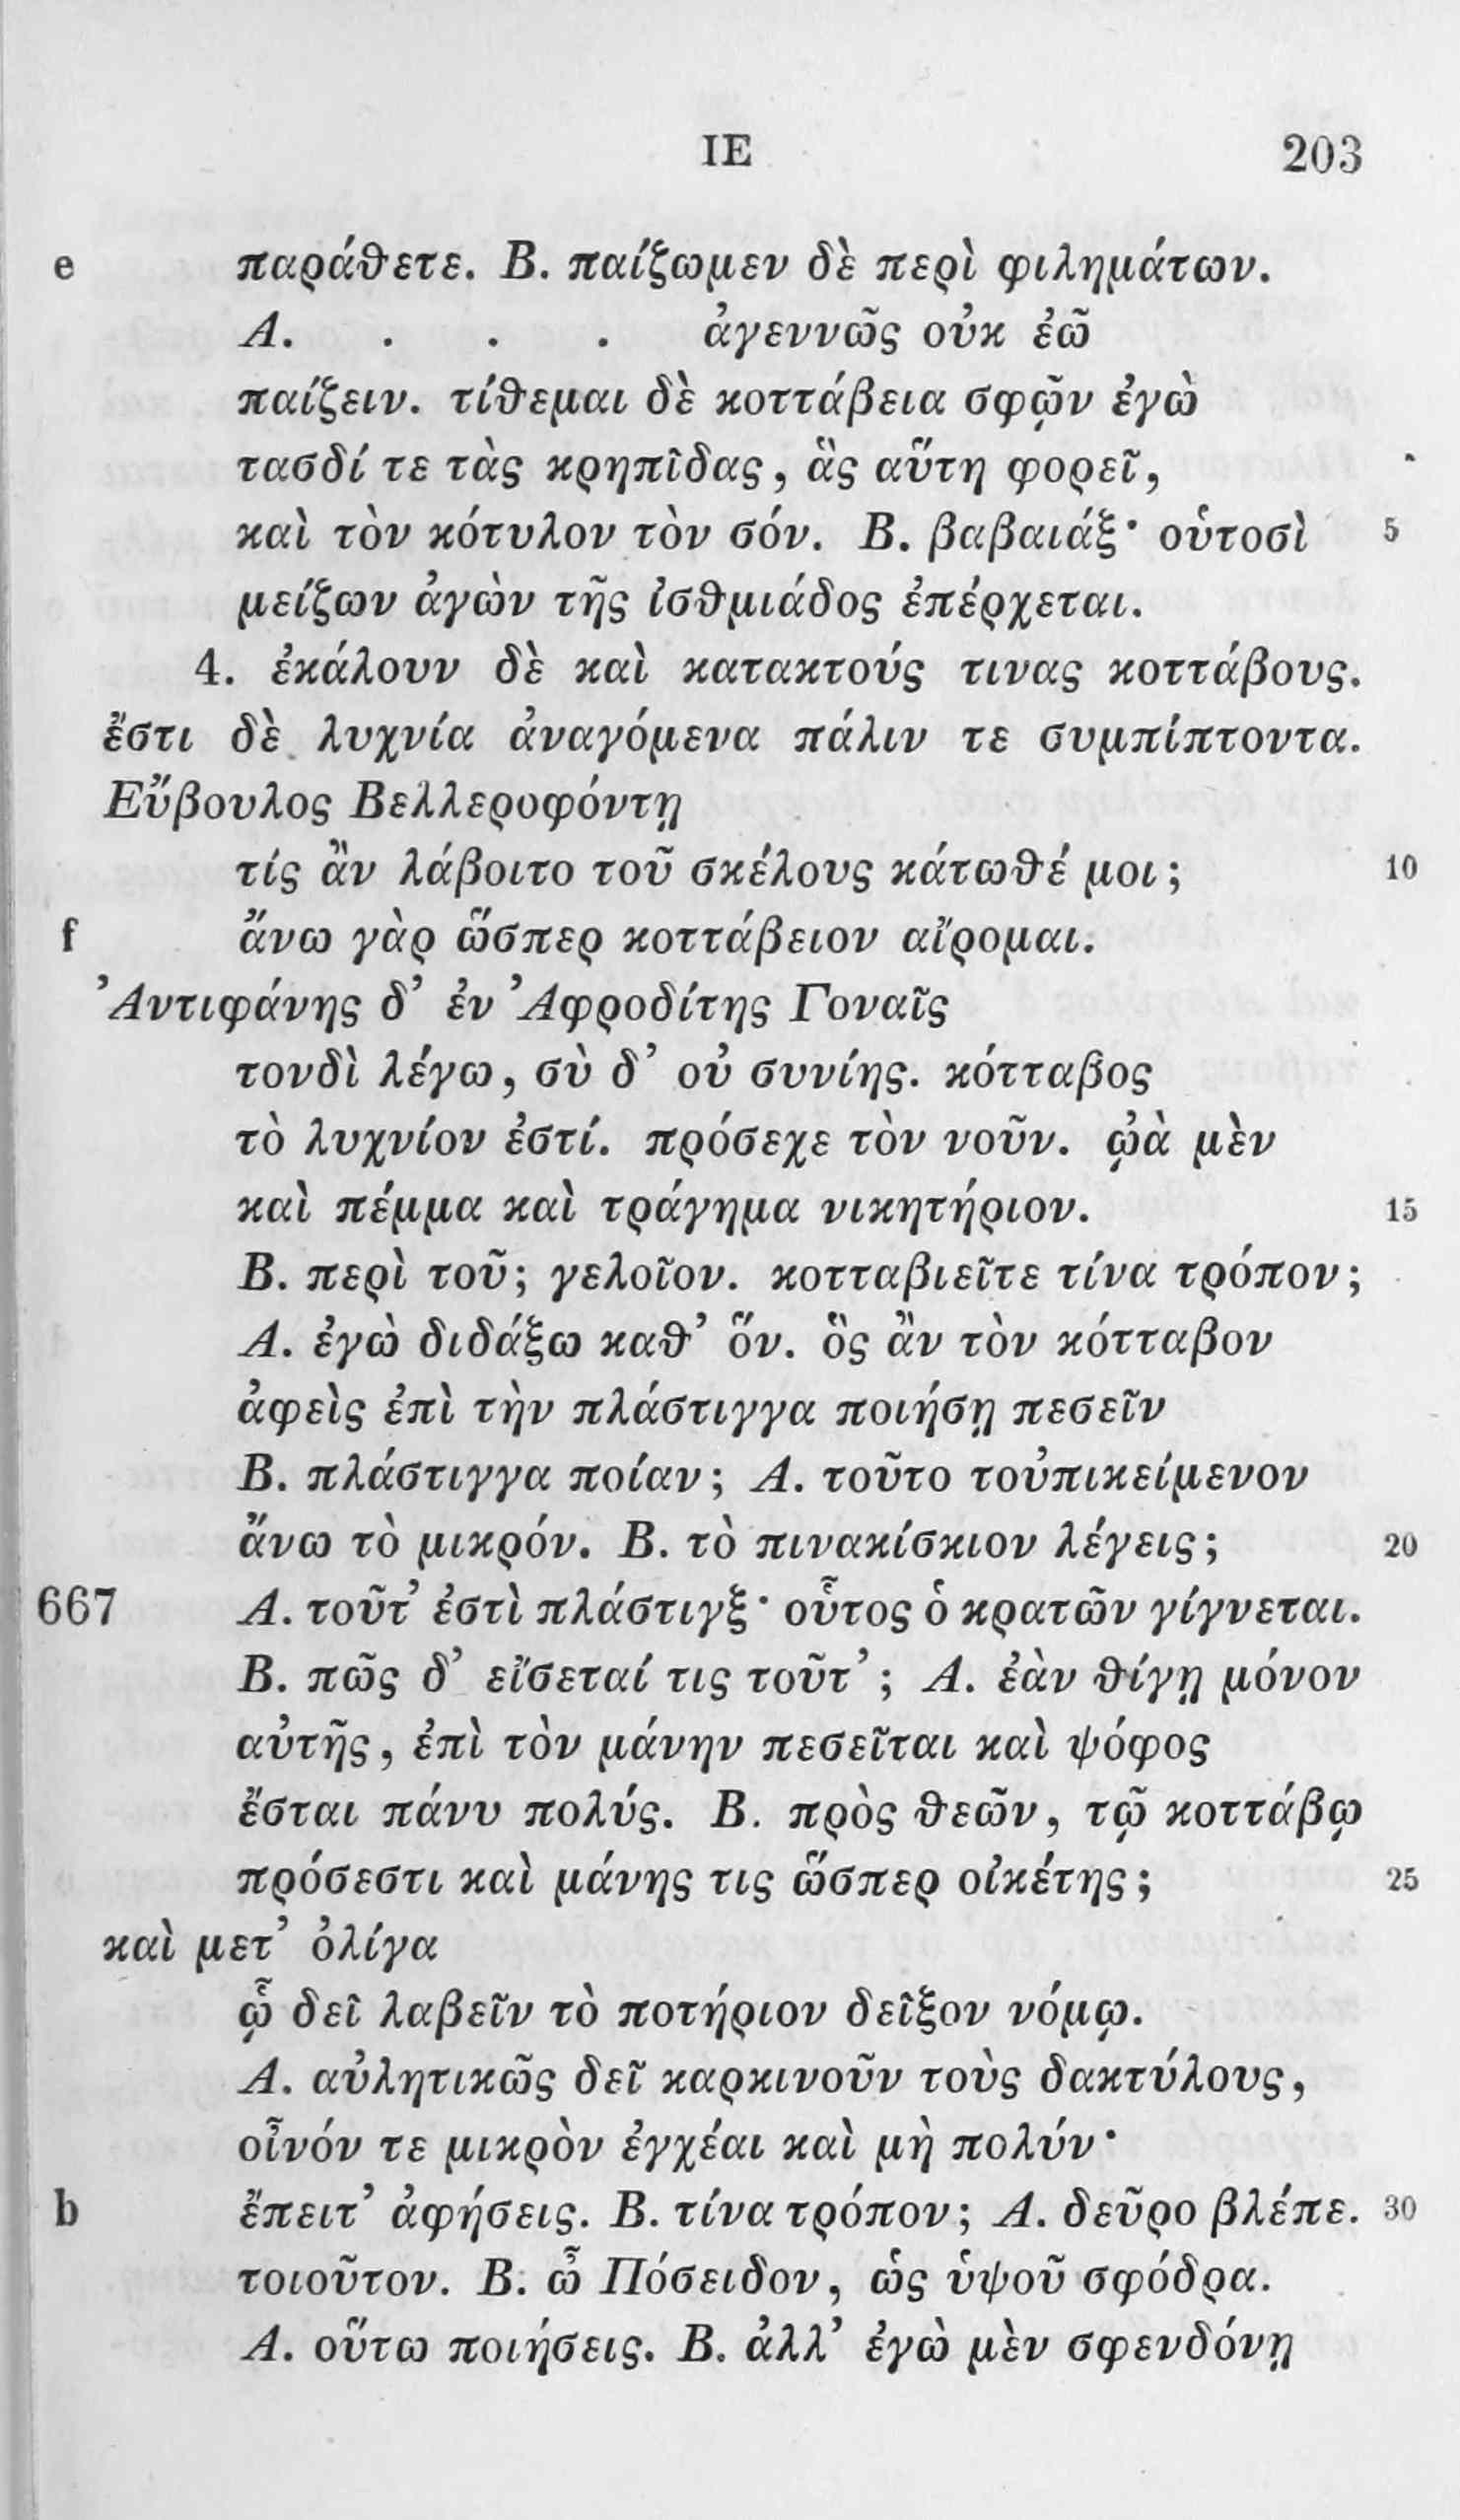 ΙΕ 203
e παράθετε. Β. παίζωμεν δὲ περὶ φιλημάτων.
Α. . . . ἀγεννῶς οὐκ ἐῶ
παίζειν. τίθεμαι δὲ κοττάβεια σφῷν ἐγὼ
τασδί τε τὰς κρηπῖδας, ἃς αὕτη φορεῖ,
καὶ τὸν κότυλον τὸν σόν. Β. βαβαιάξ· οὑτοσὶ 5
μείζων ἀγὼν τῆς ἰσθμιάδος ἐπέρχεται.
4. ἐκάλουν δὲ καὶ κατακτούς τινας κοττάβους.
ἔστι δὲ λυχνία ἀναγόμενα πάλιν τε συμπίπτοντα.
Εὔβουλος Βελλεροφόντῃ
τίς ἂν λάβοιτο τοῦ σκέλους κάτωθέ μοι; 10
f ἄνω γὰρ ὥσπερ κοττάβειον αἴρομαι.
Ἀντιφάνης δ᾽ ἐν Ἀφροδίτης Γοναῖς
τονδὶ λέγω, σὺ δ᾽ οὐ συνίης. κότταβος
τὸ λυχνίον ἐστί. πρόσεχε τὸν νοῦν. ᾠὰ μὲν
καὶ πέμμα καὶ τράγημα νικητήριον. 15
Β. περὶ τοῦ; γελοῖον. κοτταβιεῖτε τίνα τρόπον;
Α. ἐγὼ διδάξω καθ᾽ ὅν. ὃς ἂν τὸν κότταβον
ἀφεὶς ἐπὶ τὴν πλάστιγγα ποιήσῃ πεσεῖν
Β. πλάστιγγα ποίαν; Α. τοῦτο τοὐπικείμενον
ἄνω τὸ μικρόν. Β. τὸ πινακίσκιον λέγεις; 20
667 Α. τοῦτ᾽ ἐστὶ πλάστιγξ· οὗτος ὁ κρατῶν γίγνεται.
Β. πῶς δ᾽ εἴσεταί τις τοῦτ᾽; Α. ἐὰν θίγῃ μόνον
αὐτῆς, ἐπὶ τὸν μάνην πεσεῖται καὶ ψόφος
ἔσται πάνυ πολύς. Β. πρὸς θεῶν, τῷ κοττάβῳ
πρόσεστι καὶ μάνης τις ὥσπερ οἰκέτης; 25
καὶ μετ᾽ ὀλίγα
ᾧ δεῖ λαβεῖν τὸ ποτήριον δεῖξον νόμῳ.
Α. αὐλητικῶς δεῖ καρκινοῦν τοὺς δακτύλους,
οἶνόν τε μικρὸν ἐγχέαι καὶ μὴ πολύν·
b ἔπειτ᾽ ἀφήσεις. Β. τίνα τρόπον; Α. δεῦρο βλέπε. 30
τοιοῦτον. Β. ὦ Πόσειδον, ὡς ὑψοῦ σφόδρα.
Α. οὕτω ποιήσεις. Β. ἀλλ᾽ ἐγὼ μὲν σφενδόνῃ